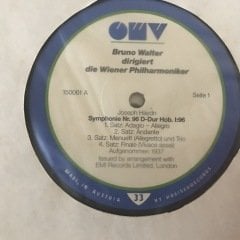 OMV
Bruno Walter
dirigiert
die Wiener Philharmoniker
150081 A
Seite 1
Joseph Haydn
Symphonie Nr. 96 D-Dur Hob. I:96
1. Satz: Adagio – Allegro
2. Satz: Andante
3. Satz: Menuett (Allegretto) und Trio
4. Satz: Finale (Vivace assai)
Aufgenommen: 1937
Issued by arrangement with
EMI Records Limited, London
MADE IN AUSTRIA
33